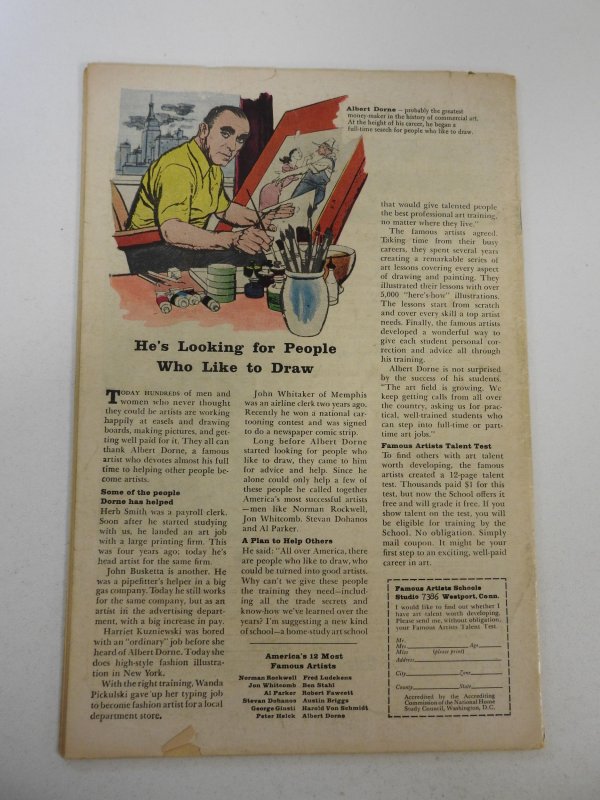 Albert Dorne — probably the greatest
money-maker in the history of commercial art.
At the height of his career, he began a
full-time search for people who like to draw.
He's Looking for People
Who Like to Draw
TODAY HUNDREDS of men and
women who never thought
they could be artists are working
happily at easels and drawing
boards, making pictures, and get-
ting well paid for it. They all can
thank Albert Dorne, a famous
artist who devotes almost his full
time to helping other people be-
come artists.
Some of the people
Dorne has helped
Herb Smith was a payroll clerk.
Soon after he started studying
with us, he landed an art job
with a large printing firm. This
was four years ago; today he's
head artist for the same firm.
John Busketta is another. He
was a pipefitter's helper in a big
gas company. Today he still works
for the same company, but as an
artist in the advertising depart-
ment, with a big increase in pay.
Harriet Kuzniewski was bored
with an "ordinary" job before she
heard of Albert Dorne. Today she
does high-style fashion illustra-
tion in New York.
With the right training, Wanda
Pickulski gave up her typing job
to become fashion artist for a local
department store.
John Whitaker of Memphis
was an airline clerk two years ago.
Recently he won a national car-
tooning contest and was signed
to do a newspaper comic strip.
Long before Albert Dorne
started looking for people who
like to draw, they came to him
for advice and help. Since he
alone could help only a few of
these people he called together
America's most successful artists
—men like Norman Rockwell,
Jon Whitcomb, Stevan Dohanos
and Al Parker.
A Plan to Help Others
He said: "All over America, there
are people who like to draw, who
could be turned into good artists.
Why can't we give these people
the training they need—includ-
ing all the trade secrets and
know-how we've learned over the
years? I'm suggesting a new kind
of school—a home-study art school
that would give talented people
the best professional art training,
no matter where they live."
The famous artists agreed.
Taking time from their busy
careers, they spent several years
creating a remarkable series of
art lessons covering every aspect
of drawing and painting. They
illustrated their lessons with over
5,000 "here's-how" illustrations.
The lessons start from scratch
and cover every skill a top artist
needs. Finally, the famous artists
developed a wonderful way to
give each student personal cor-
rection and advice all through
his training.
Albert Dorne is not surprised
by the success of his students.
"The art field is growing. We
keep getting calls from all over
the country, asking us for prac-
tical, well-trained students who
can step into full-time or part-
time art jobs."
Famous Artists Talent Test
To find others with art talent
worth developing, the famous
artists created a 12-page talent
test. Thousands paid $1 for this
test, but now the School offers it
free and will grade it free. If you
show talent on the test, you will
be eligible for training by the
School. No obligation. Simply
mail coupon. It might be your
first step to an exciting, well-paid
career in art.
America's 12 Most
Famous Artists
Norman Rockwell Fred Ludekens
Jon Whitcomb Ben Stahl
Al Parker Robert Fawcett
Stevan Dohanos Austin Briggs
George Giusti Harold Von Schmidt
Peter Helck Albert Dorne
Famous Artists Schools
Studio 7386 Westport, Conn.
I would like to find out whether I
have art talent worth developing.
Please send me, without obligation,
your Famous Artists Talent Test.
Mr.
Mrs. Age
Miss (please print)
Address
City Zone
County State
Accredited by the Accrediting
Commission of the National Home
Study Council, Washington, D.C.